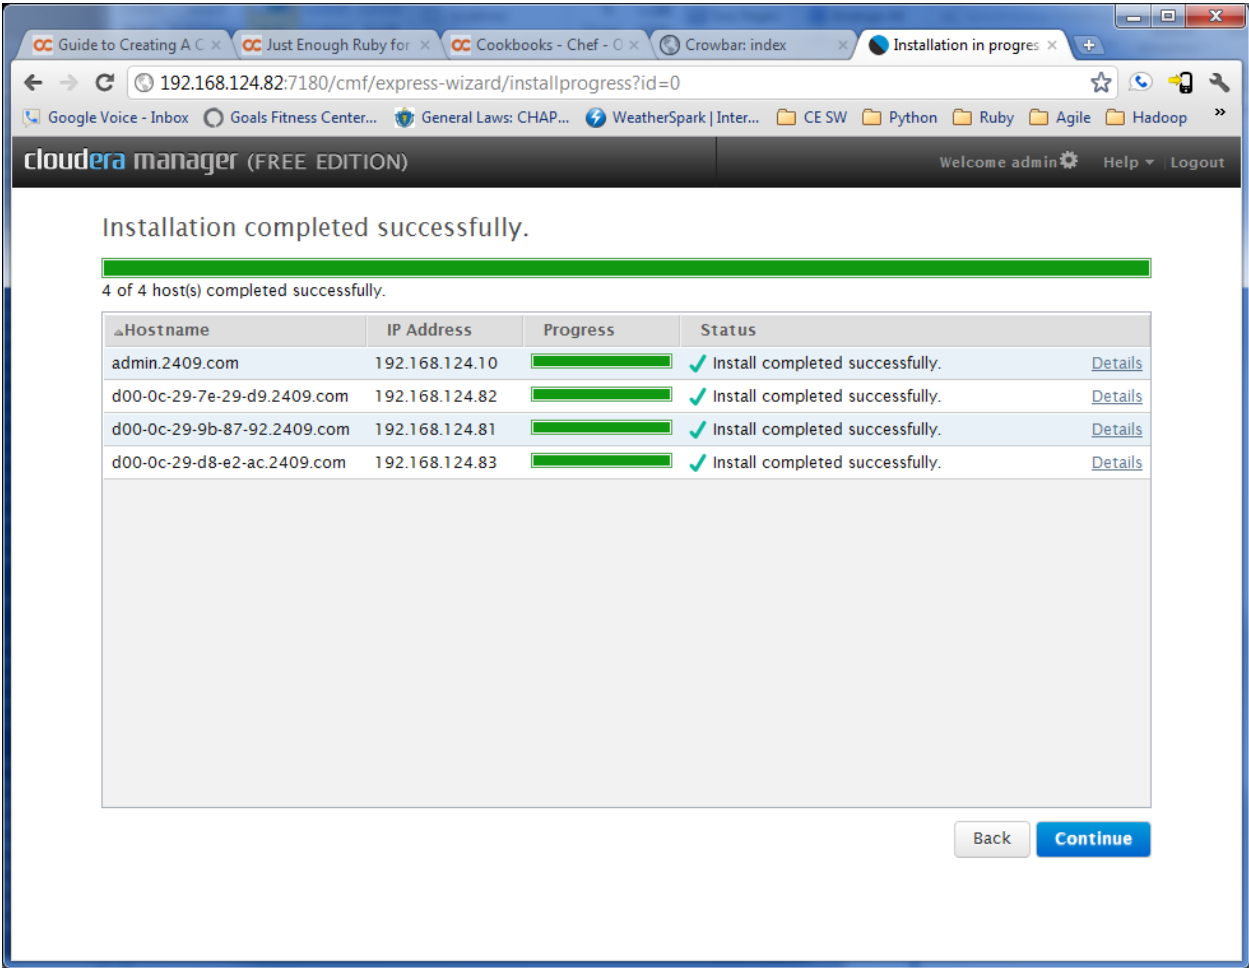 Guide to Creating A C
Just Enough Ruby for
Cookbooks - Chef - O
Crowbar: index
Installation in progres
192.168.124.82:7180/cmf/express-wizard/installprogress?id=0
Google Voice - Inbox
Goals Fitness Center...
General Laws: CHAP...
WeatherSpark | Inter...
CE SW
Python
Ruby
Agile
Hadoop
»
cloudera manager (FREE EDITION)
Welcome admin
Help
Logout
Installation completed successfully.
4 of 4 host(s) completed successfully.
Hostname IP Address Progress Status
admin.2409.com 192.168.124.10 Install completed successfully. Details
d00-0c-29-7e-29-d9.2409.com 192.168.124.82 Install completed successfully. Details
d00-0c-29-9b-87-92.2409.com 192.168.124.81 Install completed successfully. Details
d00-0c-29-d8-e2-ac.2409.com 192.168.124.83 Install completed successfully. Details
Back
Continue